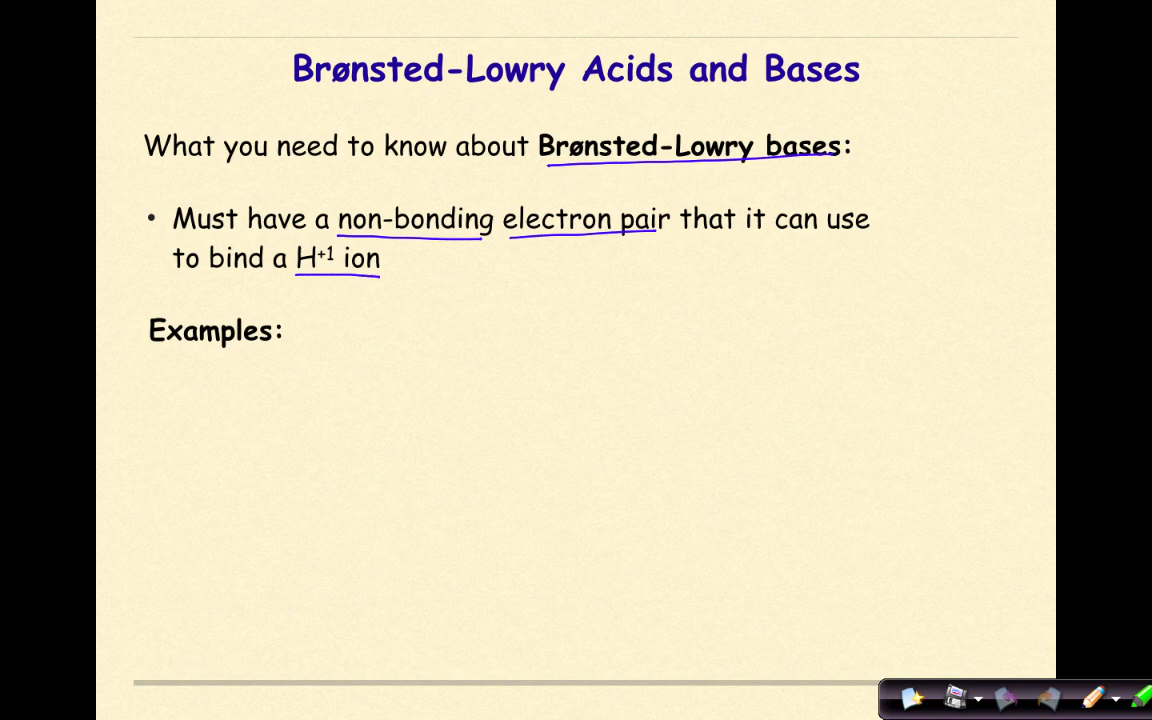 Brønsted-Lowry Acids and Bases
What you need to know about Brønsted-Lowry bases:
• Must have a non-bonding electron pair that it can use
to bind a H⁺¹ ion
Examples: